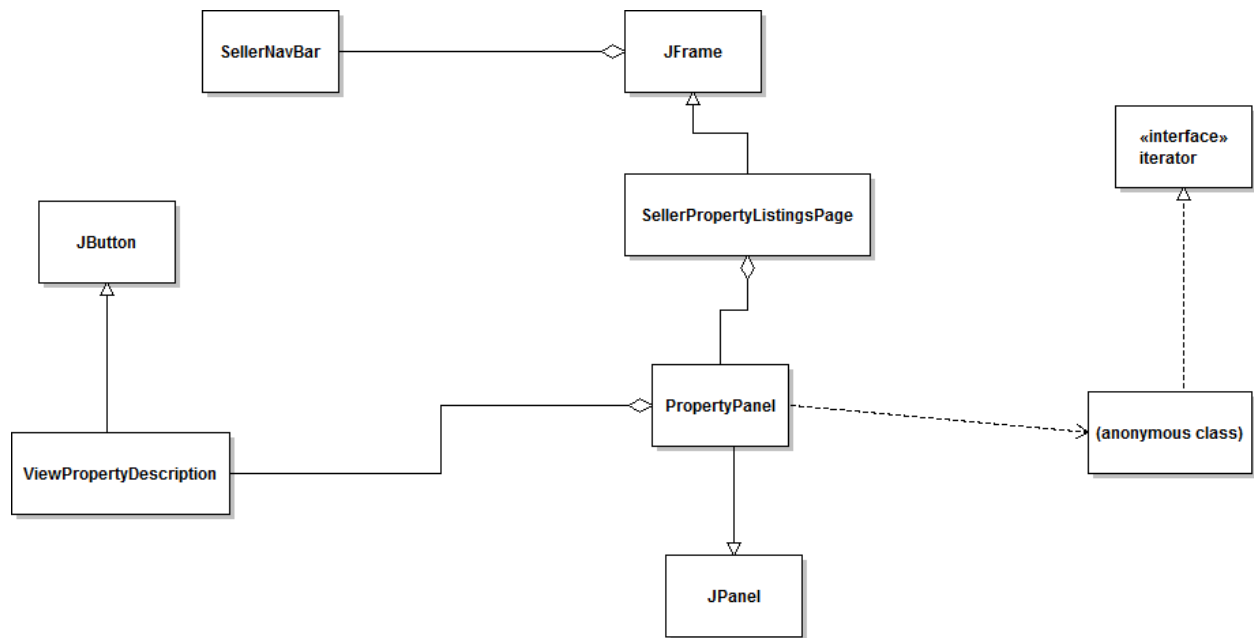 SellerNavBar
JFrame
«interface»
iterator
SellerPropertyListingsPage
JButton
PropertyPanel
(anonymous class)
ViewPropertyDescription
JPanel